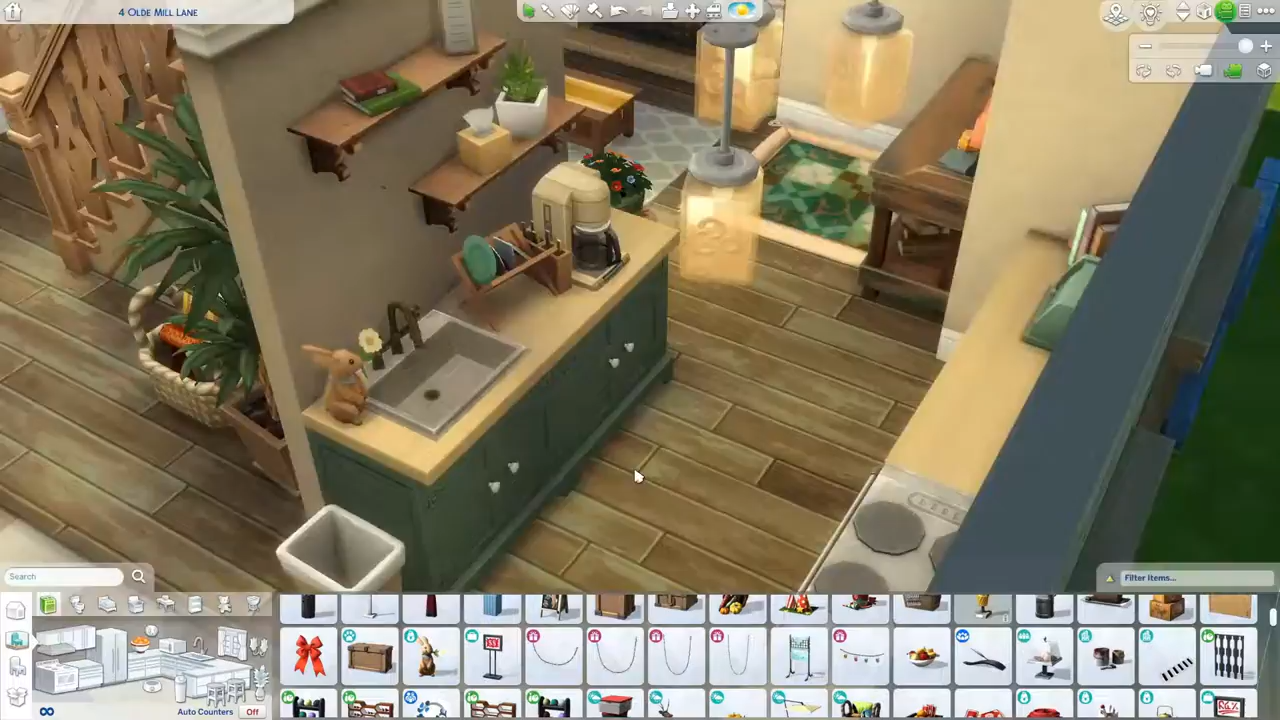 4 OLDE MILL LANE
Search
Filter Items...
Auto Counters
Off